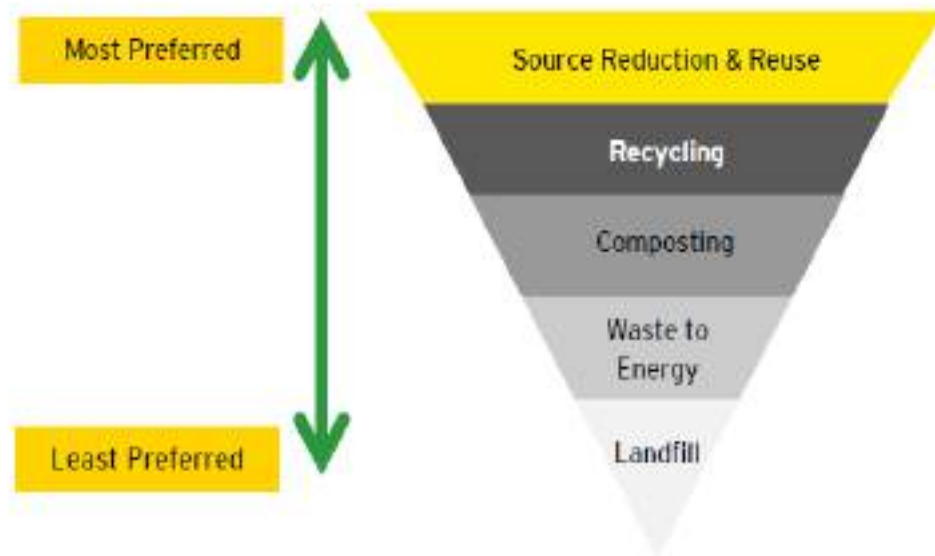 Most Preferred
Source Reduction & Reuse
Recycling
Composting
Waste to
Energy
Least Preferred
Landfill